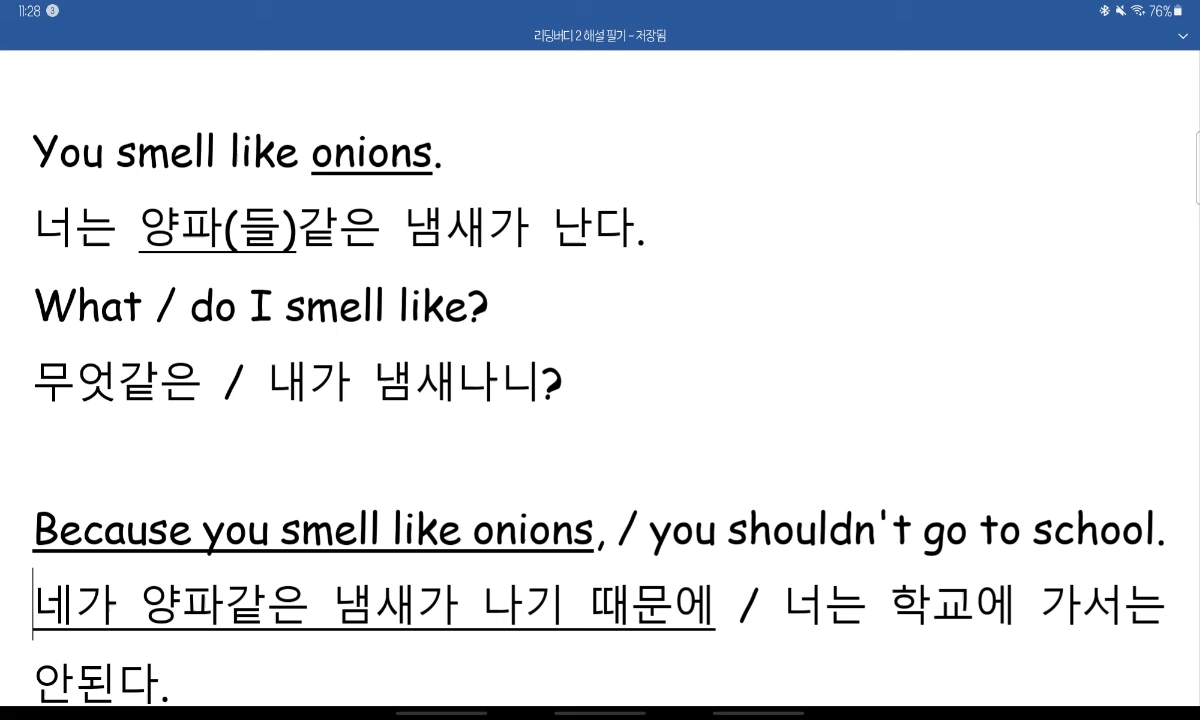 11:28 3 76%
리딩버디 2 해설 필기 - 저장됨
You smell like onions.
너는 양파(들)같은 냄새가 난다.
What / do I smell like?
무엇같은 / 내가 냄새나니?
Because you smell like onions, / you shouldn't go to school.
네가 양파같은 냄새가 나기 때문에 / 너는 학교에 가서는
안된다.